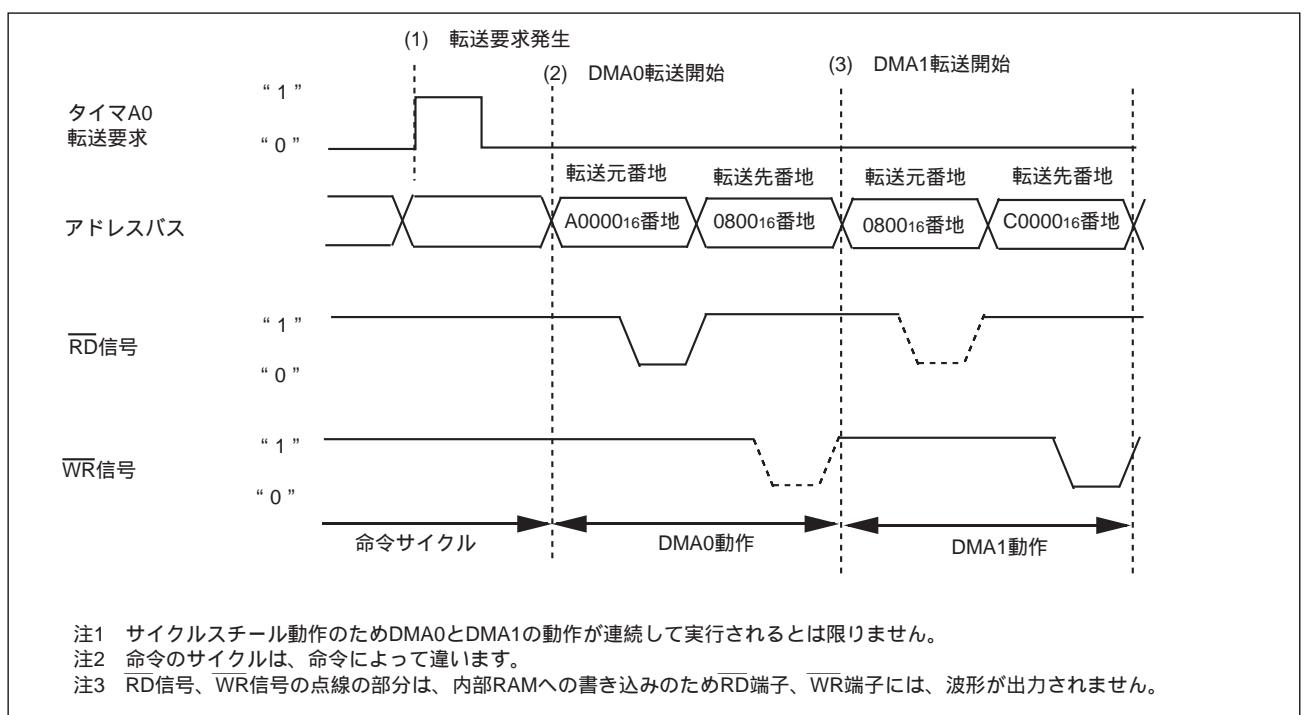 (1) 転送要求発生
(2) DMA0転送開始
(3) DMA1転送開始
タイマA0
転送要求
“ 1 ”
“ 0 ”
転送元番地
転送先番地
転送元番地
転送先番地
アドレスバス
A000016番地
080016番地
080016番地
C000016番地
RD信号
“ 1 ”
“ 0 ”
WR信号
“ 1 ”
“ 0 ”
命令サイクル
DMA0動作
DMA1動作
注1 サイクルスチール動作のためDMA0とDMA1の動作が連続して実行されるとは限りません。
注2 命令のサイクルは、命令によって違います。
注3 RD信号、WR信号の点線の部分は、内部RAMへの書き込みのためRD端子、WR端子には、波形が出力されません。